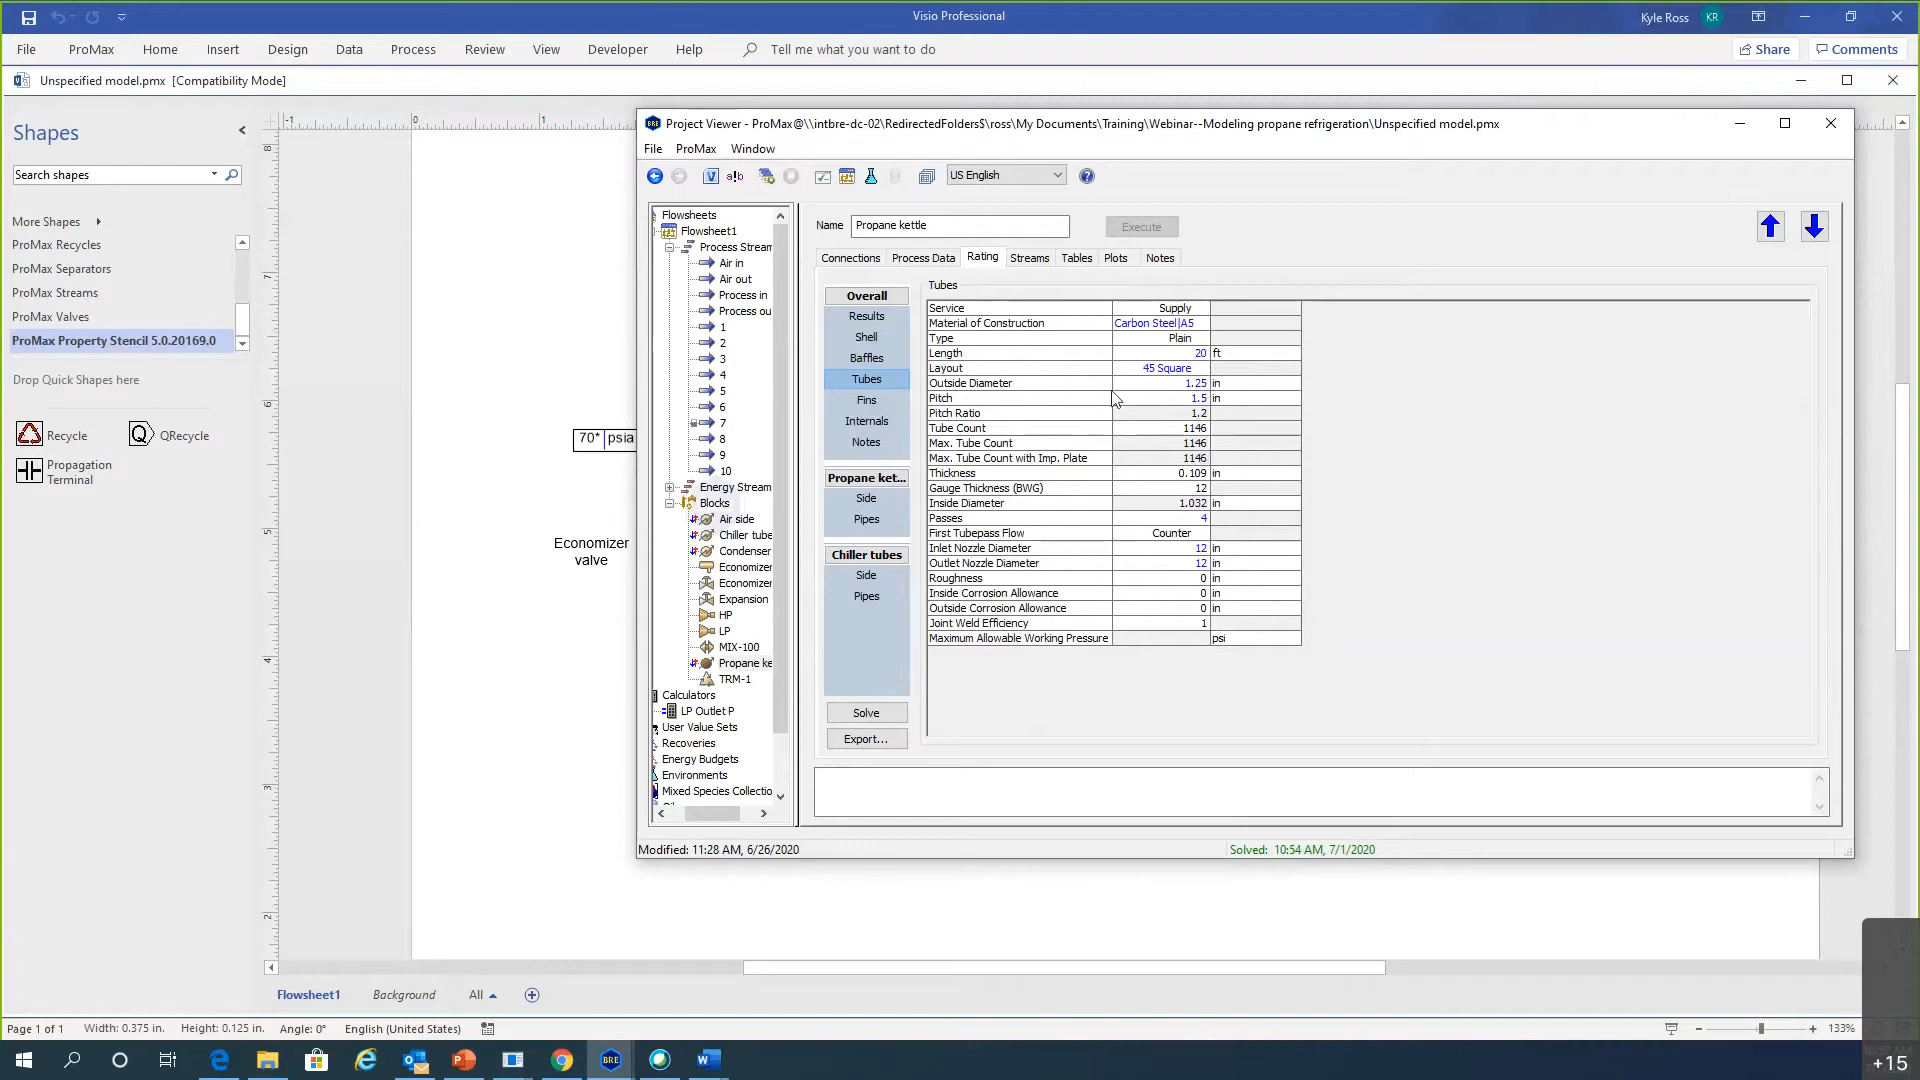 Visio Professional
Kyle Ross
KR
File ProMax Home Insert Design Data Process Review View Developer Help Tell me what you want to do
Share
Comments
Unspecified model.pmx [Compatibility Mode]
Shapes
Search shapes
More Shapes
ProMax Recycles
ProMax Separators
ProMax Streams
ProMax Valves
ProMax Property Stencil 5.0.20169.0
Drop Quick Shapes here
Recycle
QRecycle
Propagation
Terminal
70* psia
Economizer
valve
Project Viewer - ProMax@\\intbre-dc-02\RedirectedFolders$\ross\My Documents\Training\Webinar--Modeling propane refrigeration\Unspecified model.pmx
File ProMax Window
US English
Flowsheets
Flowsheet1
Process Stream
Air in
Air out
Process in
Process ou
1
2
3
4
5
6
7
8
9
10
Energy Stream
Blocks
Air side
Chiller tube
Condenser
Economizer
Economizer
Expansion
HP
LP
MIX-100
Propane ke
TRM-1
Calculators
LP Outlet P
User Value Sets
Recoveries
Energy Budgets
Environments
Mixed Species Collectio
Name Propane kettle Execute
Connections Process Data Rating Streams Tables Plots Notes
Overall
Results
Shell
Baffles
Tubes
Fins
Internals
Notes
Propane ket...
Side
Pipes
Chiller tubes
Side
Pipes
Solve
Export...
Tubes
Service Supply
Material of Construction Carbon Steel|A5
Type Plain
Length 20 ft
Layout 45 Square
Outside Diameter 1.25 in
Pitch 1.5 in
Pitch Ratio 1.2
Tube Count 1146
Max. Tube Count 1146
Max. Tube Count with Imp. Plate 1146
Thickness 0.109 in
Gauge Thickness (BWG) 12
Inside Diameter 1.032 in
Passes 4
First Tubepass Flow Counter
Inlet Nozzle Diameter 12 in
Outlet Nozzle Diameter 12 in
Roughness 0 in
Inside Corrosion Allowance 0 in
Outside Corrosion Allowance 0 in
Joint Weld Efficiency 1
Maximum Allowable Working Pressure psi
Modified: 11:28 AM, 6/26/2020
Solved: 10:54 AM, 7/1/2020
Flowsheet1 Background All
Page 1 of 1 Width: 0.375 in. Height: 0.125 in. Angle: 0° English (United States)
133%
+15